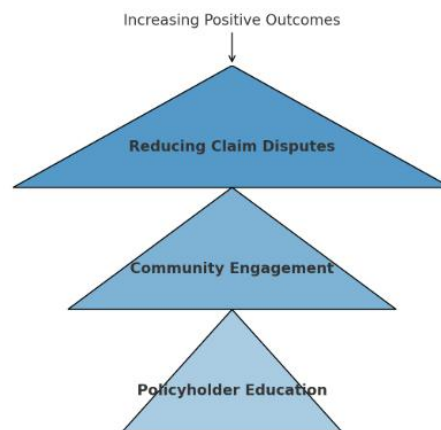 Increasing Positive Outcomes
Reducing Claim Disputes
Community Engagement
Policyholder Education